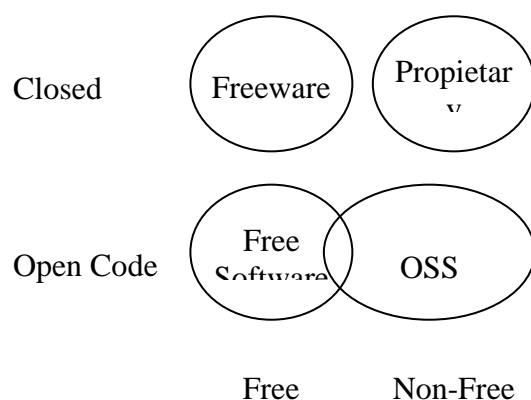 Closed
Freeware
Propietar
y
Open Code
Free
Software
OSS
Free
Non-Free